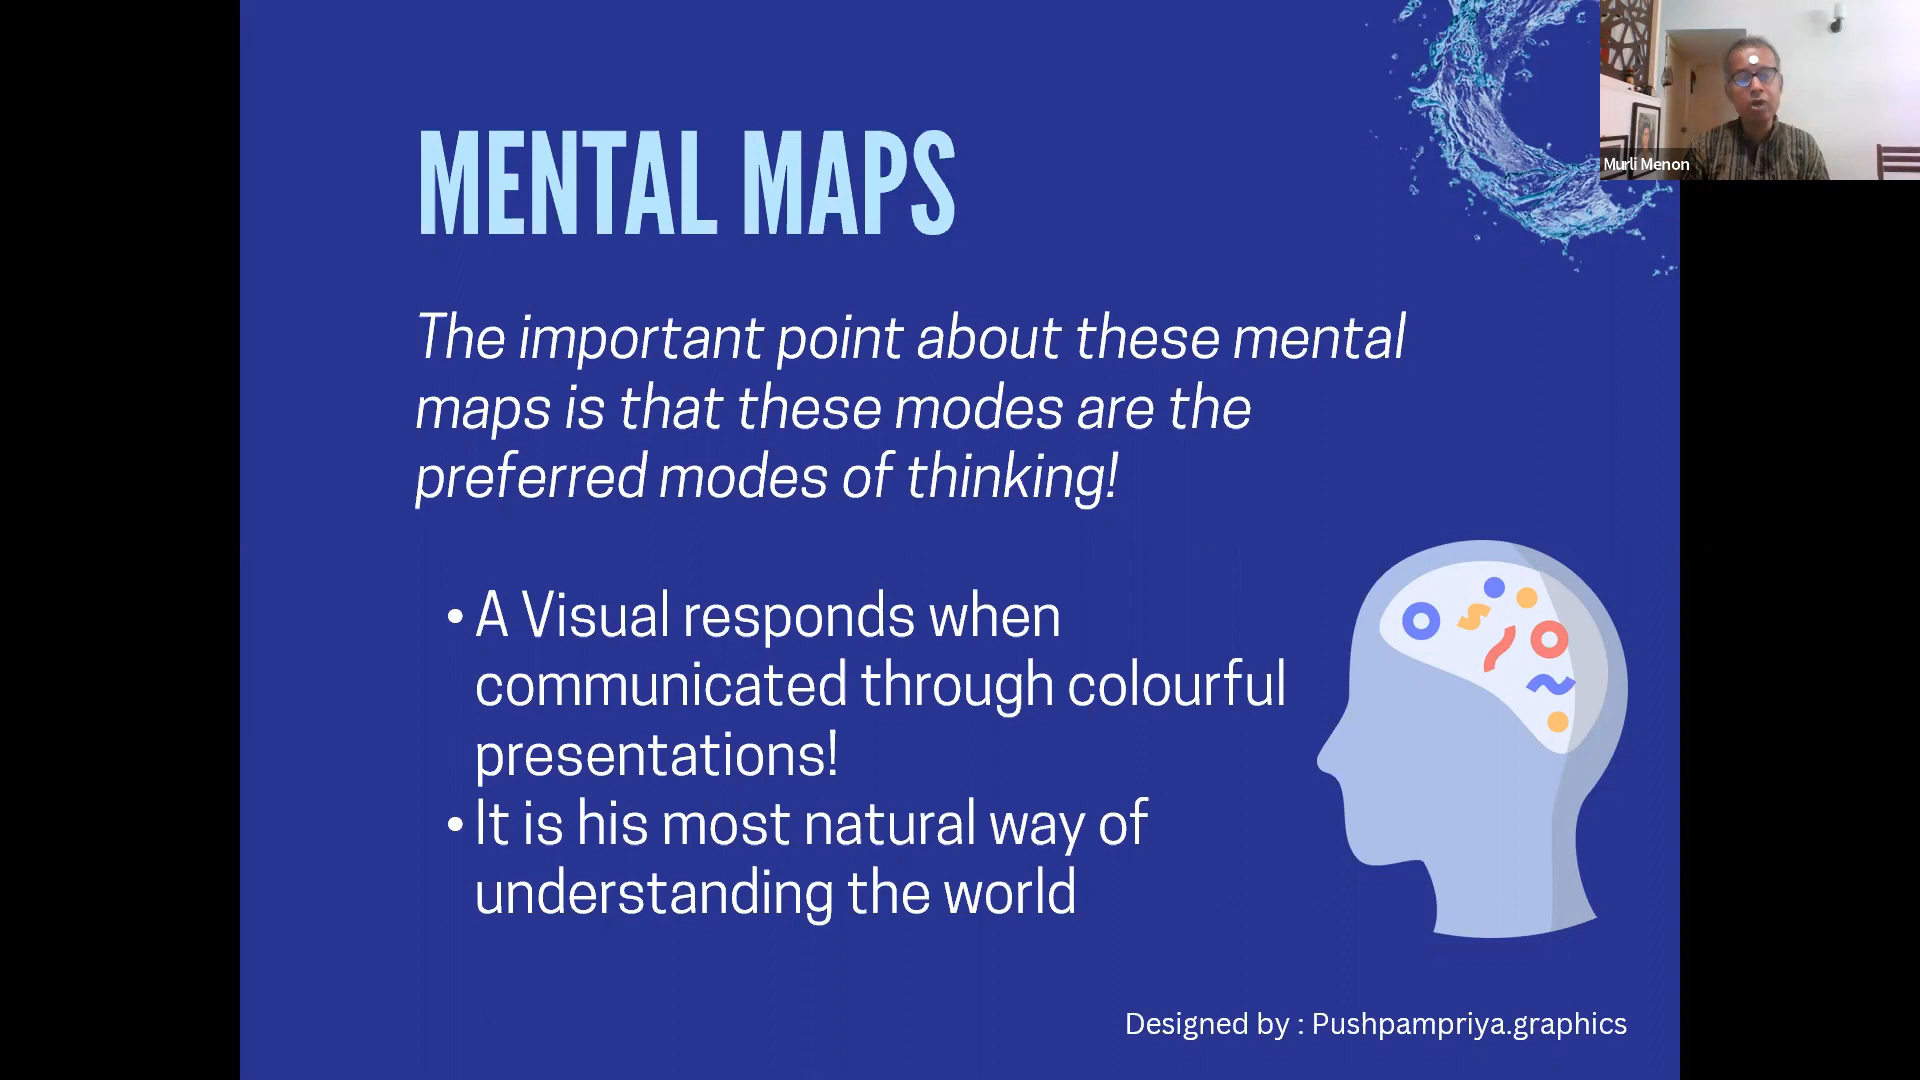 MENTAL MAPS
The important point about these mental
maps is that these modes are the
preferred modes of thinking!
• A Visual responds when
communicated through colourful
presentations!
• It is his most natural way of
understanding the world
Designed by : Pushpampriya.graphics
Murli Menon